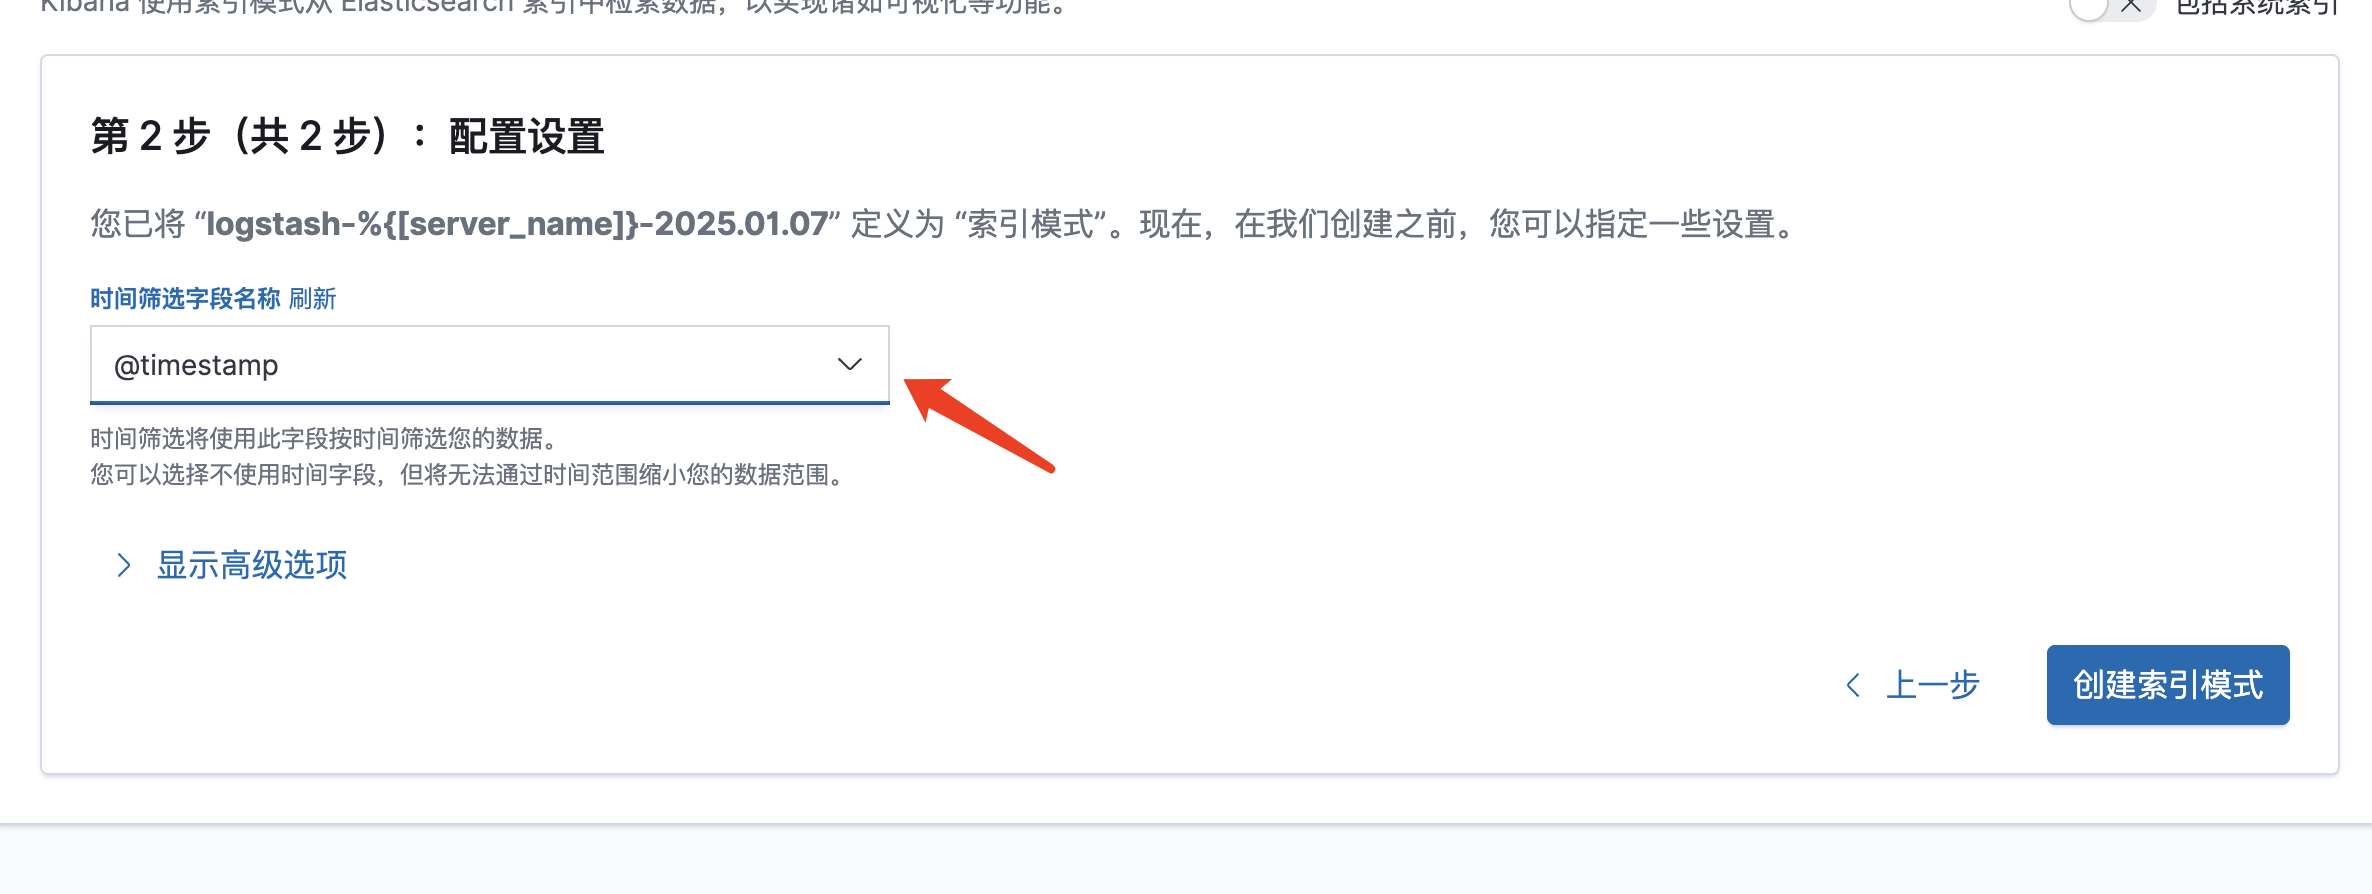 Kibana 使用索引模式从 Elasticsearch 索引中检索数据，以实现诸如可视化等功能。
包括系统索引
第 2 步（共 2 步）：配置设置
您已将 “logstash-%{[server_name]}-2025.01.07” 定义为 “索引模式”。现在，在我们创建之前，您可以指定一些设置。
时间筛选字段名称 刷新
@timestamp
时间筛选将使用此字段按时间筛选您的数据。
您可以选择不使用时间字段，但将无法通过时间范围缩小您的数据范围。
显示高级选项
上一步
创建索引模式